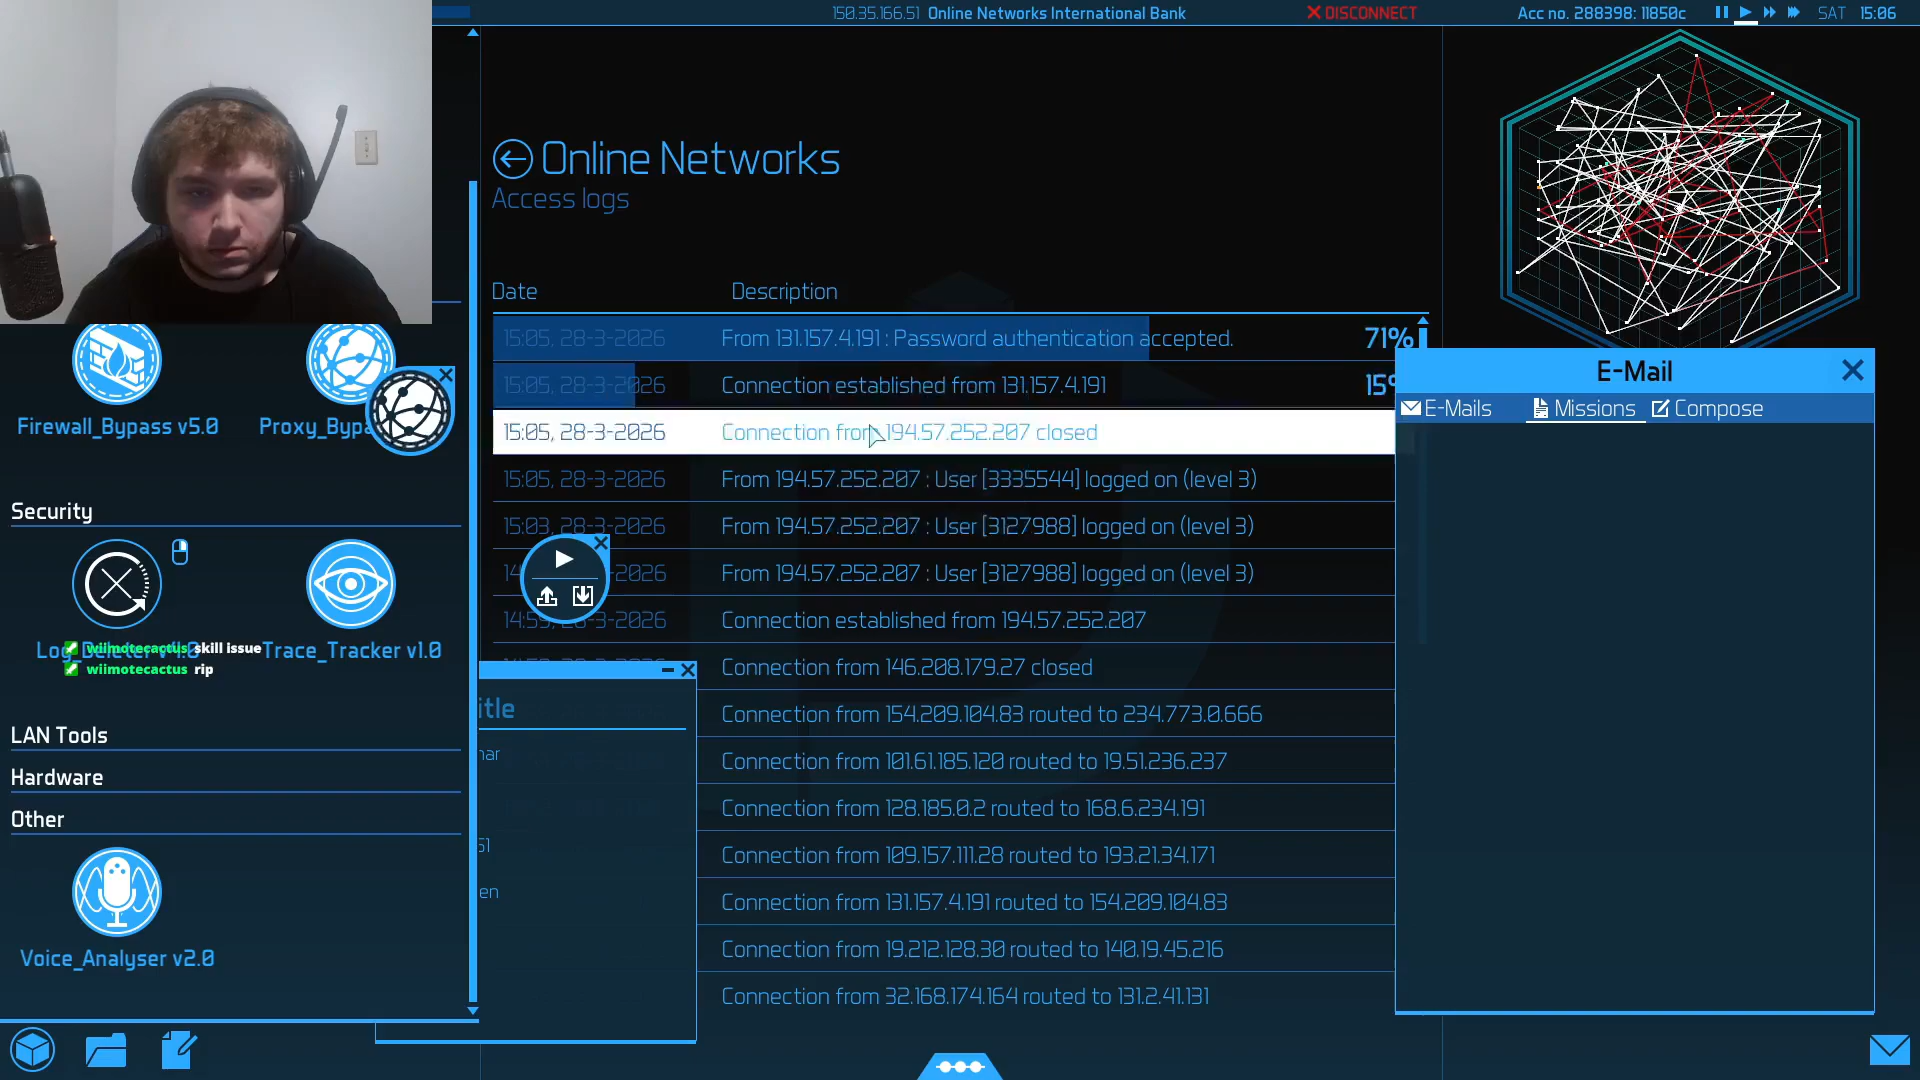 150.35.166.51 Online Networks International Bank
DISCONNECT
Acc no. 288398: 11850c
SAT 15:06
Online Networks
Access logs
Date Description
15:05, 28-3-2026 From 131.157.4.191 : Password authentication accepted. 71%
15:05, 28-3-2026 Connection established from 131.157.4.191
15:05, 28-3-2026 Connection from 194.57.252.207 closed
15:05, 28-3-2026 From 194.57.252.207 : User [3335544] logged on (level 3)
15:03, 28-3-2026 From 194.57.252.207 : User [3127988] logged on (level 3)
From 194.57.252.207 : User [3127988] logged on (level 3)
Connection established from 194.57.252.207
Connection from 146.208.179.27 closed
Connection from 154.209.104.83 routed to 234.773.0.666
Connection from 101.61.185.120 routed to 19.51.236.237
Connection from 128.185.0.2 routed to 168.6.234.191
Connection from 109.157.111.28 routed to 193.21.34.171
Connection from 131.157.4.191 routed to 154.209.104.83
Connection from 19.212.128.30 routed to 140.19.45.216
Connection from 32.168.174.164 routed to 131.2.41.131
E-Mail
E-Mails Missions Compose
Firewall_Bypass v5.0
Security
Trace_Tracker v1.0
wiimotecactus skill issue
wiimotecactus rip
LAN Tools
Hardware
Other
Voice_Analyser v2.0